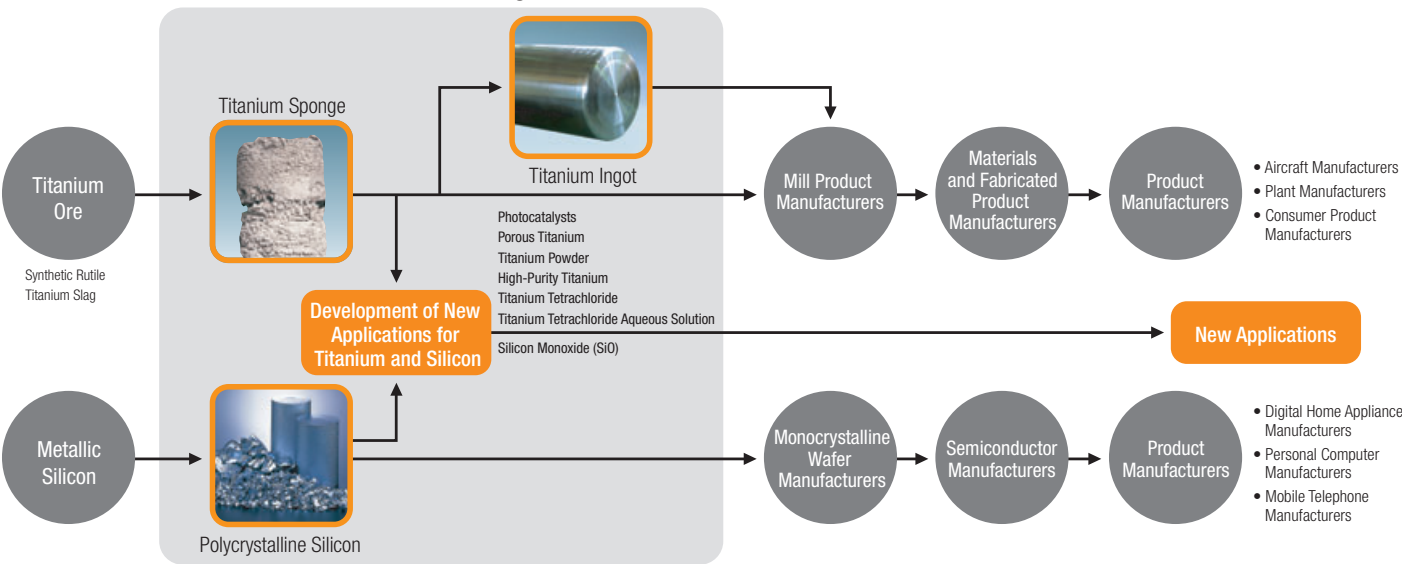 Titanium
Ore
Synthetic Rutile
Titanium Slag
Titanium Sponge
Titanium Ingot
Photocatalysts
Porous Titanium
Titanium Powder
High-Purity Titanium
Titanium Tetrachloride
Titanium Tetrachloride Aqueous Solution
Silicon Monoxide (SiO)
Development of New
Applications for
Titanium and Silicon
Mill Product
Manufacturers
Materials
and Fabricated
Product
Manufacturers
Product
Manufacturers
• Aircraft Manufacturers
• Plant Manufacturers
• Consumer Product
Manufacturers
New Applications
Metallic
Silicon
Polycrystalline Silicon
Monocrystalline
Wafer
Manufacturers
Semiconductor
Manufacturers
Product
Manufacturers
• Digital Home Appliance
Manufacturers
• Personal Computer
Manufacturers
• Mobile Telephone
Manufacturers